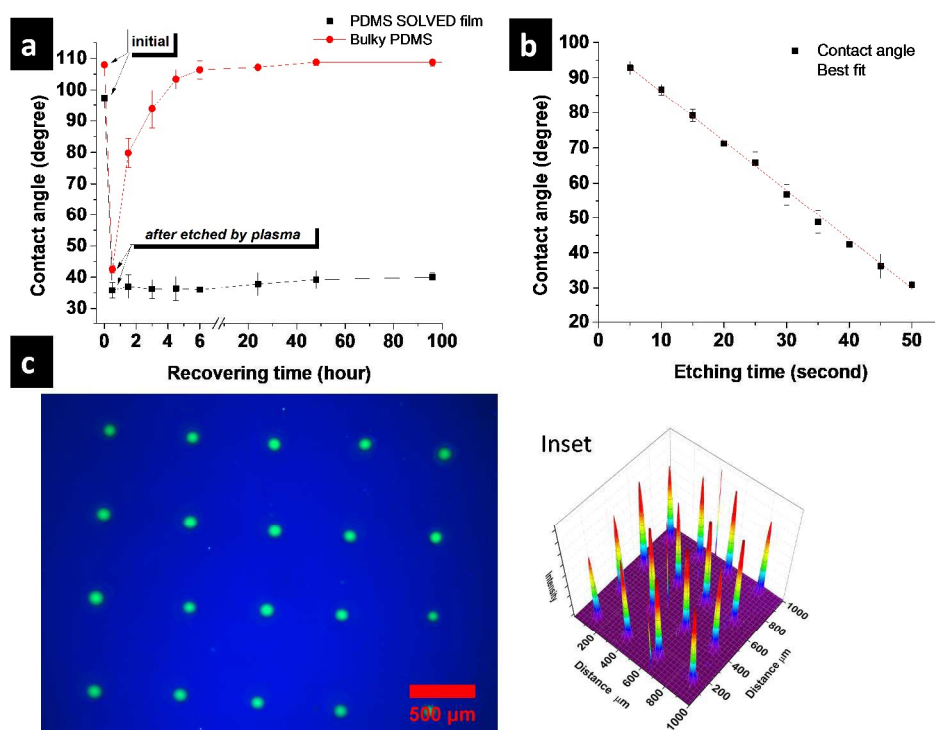 a
PDMS SOLVED film
Bulky PDMS
initial
after etched by plasma
Contact angle (degree)
110
100
90
80
70
60
50
40
30
0 2 4 6 20 40 60 80 100
Recovering time (hour)
b
Contact angle
Best fit
Contact angle (degree)
100
90
80
70
60
50
40
30
20
0 10 20 30 40 50
Etching time (second)
c
500 µm
Inset
Intensity
200
400
600
800
1000
Distance µm
200
400
600
800
1000
Distance µm